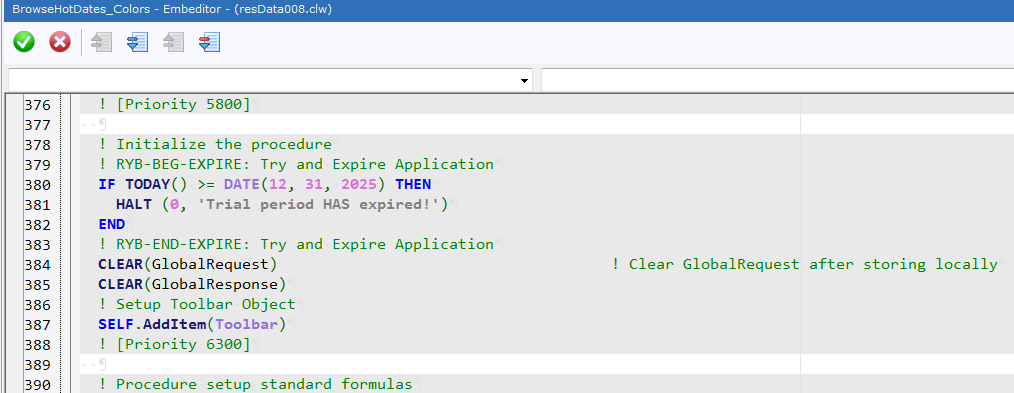 BrowseHotDates_Colors - Embeditor - (resData008.clw)
376 ! [Priority 5800]
377
378 ! Initialize the procedure
379 ! RYB-BEG-EXPIRE: Try and Expire Application
380 IF TODAY() >= DATE(12, 31, 2025) THEN
381 HALT (0, 'Trial period HAS expired!')
382 END
383 ! RYB-END-EXPIRE: Try and Expire Application
384 CLEAR(GlobalRequest) ! Clear GlobalRequest after storing locally
385 CLEAR(GlobalResponse)
386 ! Setup Toolbar Object
387 SELF.AddItem(Toolbar)
388 ! [Priority 6300]
389
390 ! Procedure setup standard formulas